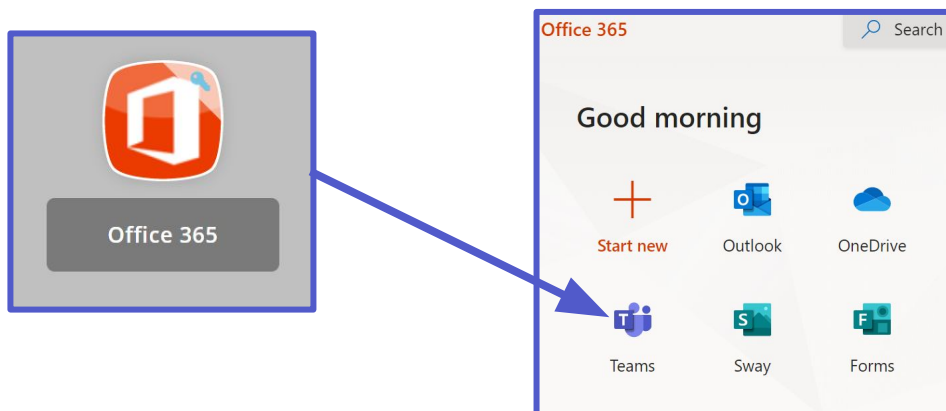 Office 365
Office 365
Search
Good morning
Start new
Outlook
OneDrive
Teams
Sway
Forms